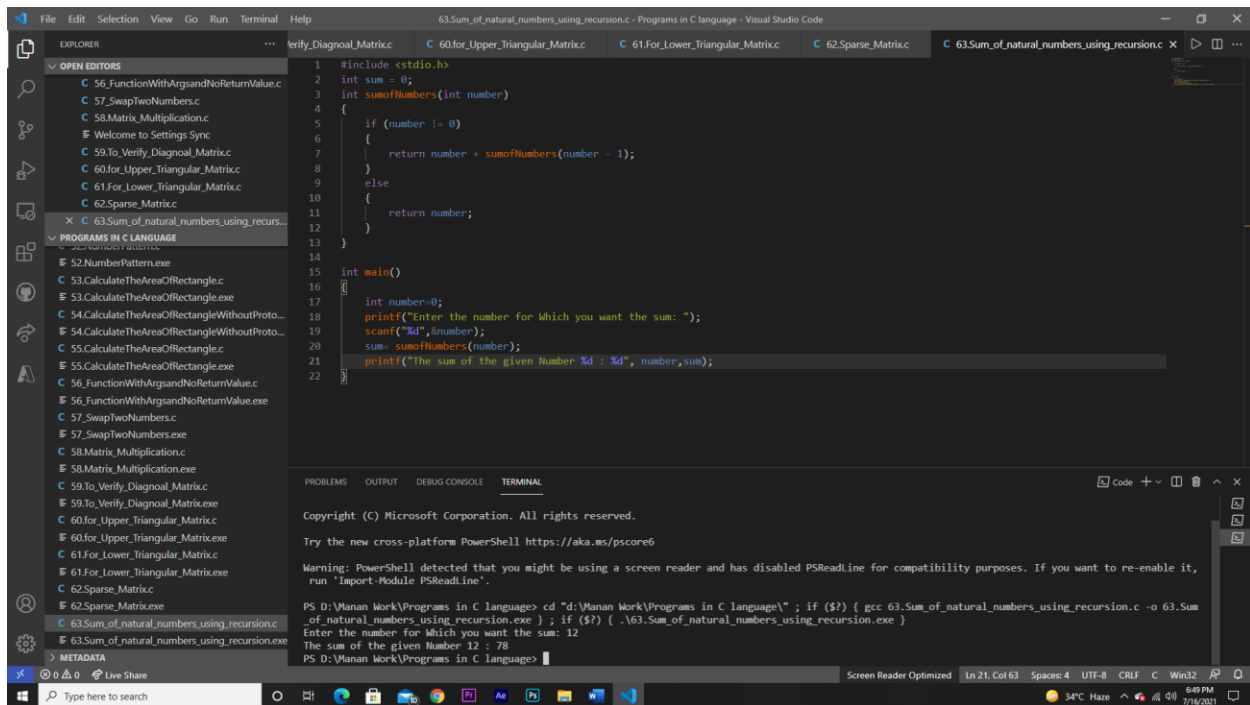 File Edit Selection View Go Run Terminal Help
63.Sum_of_natural_numbers_using_recursion.c - Programs in C language - Visual Studio Code
EXPLORER
OPEN EDITORS
56_FunctionWithArgsandNoReturnValue.c
57_SwapTwoNumbers.c
58.Matrix_Multiplication.c
Welcome to Settings Sync
59.To_Verify_Diagnoal_Matrix.c
60.for_Upper_Triangular_Matrix.c
61.For_Lower_Triangular_Matrix.c
62.Sparse_Matrix.c
63.Sum_of_natural_numbers_using_recurs...
PROGRAMS IN C LANGUAGE
52.NumberPattern.c
52.NumberPattern.exe
53.CalculateTheAreaOfRectangle.c
53.CalculateTheAreaOfRectangle.exe
54.CalculateTheAreaOfRectangleWithoutProto...
54.CalculateTheAreaOfRectangleWithoutProto...
55.CalculateTheAreaOfRectangle.c
55.CalculateTheAreaOfRectangle.exe
56_FunctionWithArgsandNoReturnValue.c
56_FunctionWithArgsandNoReturnValue.exe
57_SwapTwoNumbers.c
57_SwapTwoNumbers.exe
58.Matrix_Multiplication.c
58.Matrix_Multiplication.exe
59.To_Verify_Diagnoal_Matrix.c
59.To_Verify_Diagnoal_Matrix.exe
60.for_Upper_Triangular_Matrix.c
60.for_Upper_Triangular_Matrix.exe
61.For_Lower_Triangular_Matrix.c
61.For_Lower_Triangular_Matrix.exe
62.Sparse_Matrix.c
62.Sparse_Matrix.exe
63.Sum_of_natural_numbers_using_recursion.c
63.Sum_of_natural_numbers_using_recursion.exe
METADATA
erify_Diagnoal_Matrix.c 60.for_Upper_Triangular_Matrix.c 61.For_Lower_Triangular_Matrix.c 62.Sparse_Matrix.c 63.Sum_of_natural_numbers_using_recursion.c
1 #include <stdio.h>
2 int sum = 0;
3 int sumofNumbers(int number)
4 {
5 if (number != 0)
6 {
7 return number + sumofNumbers(number - 1);
8 }
9 else
10 {
11 return number;
12 }
13 }
14
15 int main()
16 {
17 int number=0;
18 printf("Enter the number for Which you want the sum: ");
19 scanf("%d",&number);
20 sum= sumofNumbers(number);
21 printf("The sum of the given Number %d : %d", number,sum);
22 }
PROBLEMS OUTPUT DEBUG CONSOLE TERMINAL
Code
Copyright (C) Microsoft Corporation. All rights reserved.
Try the new cross-platform PowerShell https://aka.ms/pscore6
Warning: PowerShell detected that you might be using a screen reader and has disabled PSReadLine for compatibility purposes. If you want to re-enable it,
run 'Import-Module PSReadLine'.
PS D:\Manan Work\Programs in C language> cd "d:\Manan Work\Programs in C language\" ; if ($?) { gcc 63.Sum_of_natural_numbers_using_recursion.c -o 63.Sum
_of_natural_numbers_using_recursion.exe } ; if ($?) { .\63.Sum_of_natural_numbers_using_recursion.exe }
Enter the number for Which you want the sum: 12
The sum of the given Number 12 : 78
PS D:\Manan Work\Programs in C language>
0 0 Live Share
Screen Reader Optimized Ln 21, Col 63 Spaces: 4 UTF-8 CRLF C Win32
Type here to search
34°C Haze
6:49 PM
7/16/2021